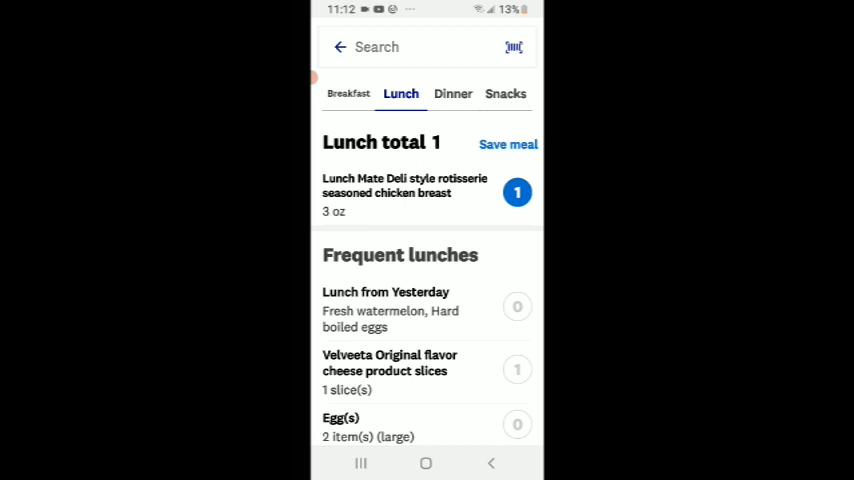 11:12 ··· 13%
Search
Breakfast Lunch Dinner Snacks
Lunch total 1 Save meal
Lunch Mate Deli style rotisserie
seasoned chicken breast
1
3 oz
Frequent lunches
Lunch from Yesterday
Fresh watermelon, Hard
boiled eggs
0
Velveeta Original flavor
cheese product slices
1
1 slice(s)
Egg(s)
0
2 item(s) (large)